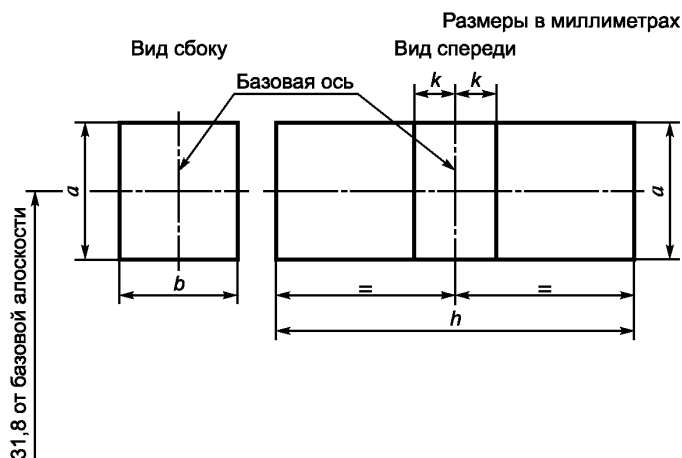 Размеры в миллиметрах
Вид сбоку
Вид спереди
Базовая ось
k
k
a
a
b
=
=
h
31,8 от базовой алоскости